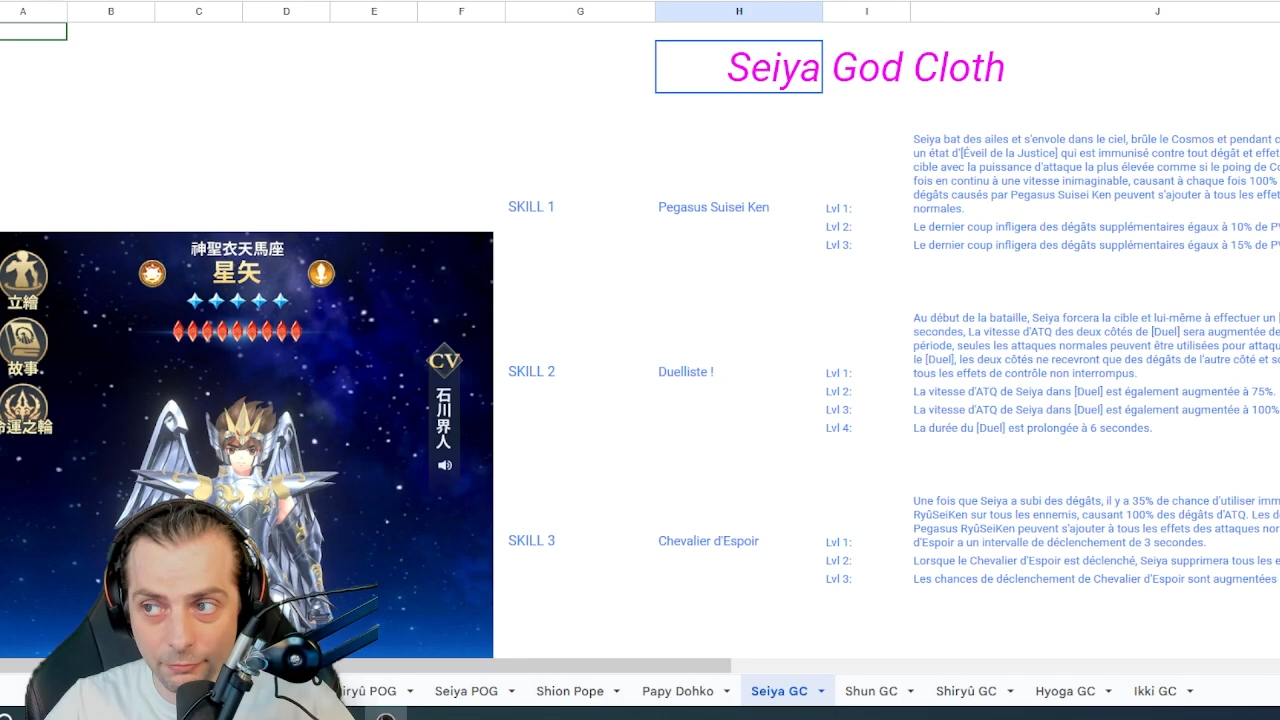 A B C D E F G H I J
Seiya God Cloth
SKILL 1
Pegasus Suisei Ken
Lvl 1:
Seiya bat des ailes et s'envole dans le ciel, brûle le Cosmos et pendant
un état d'[Éveil de la Justice] qui est immunisé contre tout dégât et
cible avec la puissance d'attaque la plus élevée comme si le poing de
fois en continu à une vitesse inimaginable, causant à chaque fois 100%
dégâts causés par Pegasus Suisei Ken peuvent s'ajouter à tous les
normales.
Lvl 2:
Le dernier coup infligera des dégâts supplémentaires égaux à 10% de
Lvl 3:
Le dernier coup infligera des dégâts supplémentaires égaux à 15% de
SKILL 2
Duelliste !
Lvl 1:
Au début de la bataille, Seiya forcera la cible et lui-même à effectuer un [
secondes, La vitesse d'ATQ des deux côtés de [Duel] sera augmentée de
période, seules les attaques normales peuvent être utilisées pour
le [Duel], les deux côtés ne recevront que des dégâts de l'autre côté et
tous les effets de contrôle non interrompus.
Lvl 2:
La vitesse d'ATQ de Seiya dans [Duel] est également augmentée à 75%.
Lvl 3:
La vitesse d'ATQ de Seiya dans [Duel] est également augmentée à 100%
Lvl 4:
La durée du [Duel] est prolongée à 6 secondes.
SKILL 3
Chevalier d'Espoir
Lvl 1:
Une fois que Seiya a subi des dégâts, il y a 35% de chance d'utiliser
RyûSeiKen sur tous les ennemis, causant 100% des dégâts d'ATQ. Les
Pegasus RyûSeiKen peuvent s'ajouter à tous les effets des attaques
d'Espoir a un intervalle de déclenchement de 3 secondes.
Lvl 2:
Lorsque le Chevalier d'Espoir est déclenché, Seiya supprimera tous les
Lvl 3:
Les chances de déclenchement de Chevalier d'Espoir sont augmentées
神聖衣天馬座
星矢
立繪
故事
命運之輪
CV
石川界人
iryû POG Seiya POG Shion Pope Papy Dohko Seiya GC Shun GC Shiryû GC Hyoga GC Ikki GC